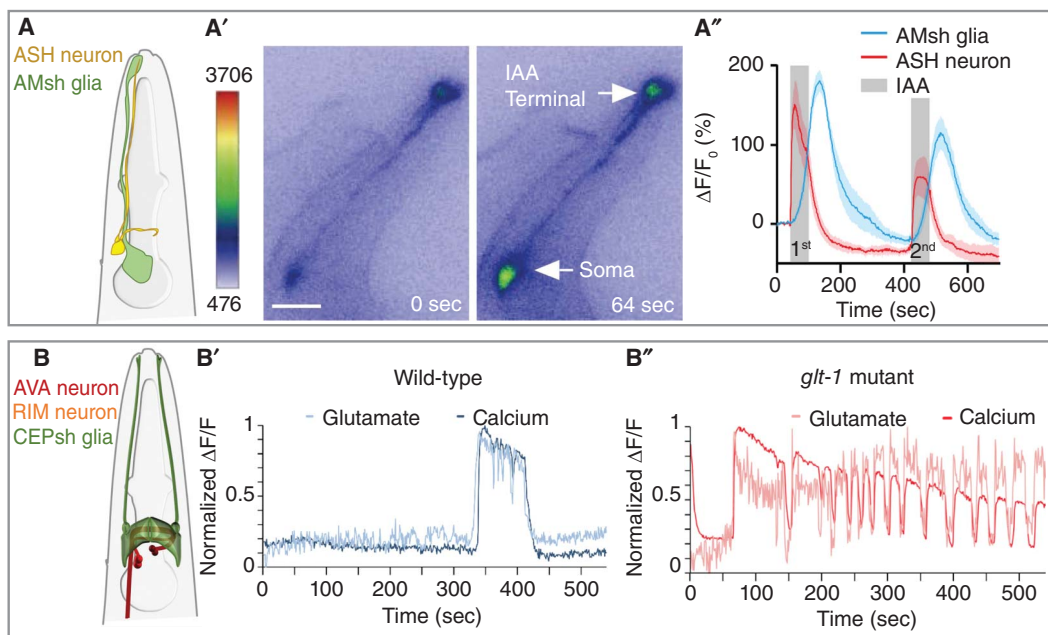 A
ASH neuron
AMsh glia
A′
3706
476
0 sec
IAA
Terminal
Soma
64 sec
A″
AMsh glia
ASH neuron
IAA
ΔF/F0 (%)
200
100
0
-50
1st
2nd
0 200 400 600
Time (sec)
B
AVA neuron
RIM neuron
CEPsh glia
B′
Wild-type
Glutamate Calcium
Normalized ΔF/F
1
0.5
0
0 100 200 300 400 500
Time (sec)
B″
glt-1 mutant
Glutamate Calcium
Normalized ΔF/F
1
0.5
0
0 100 200 300 400 500
Time (sec)